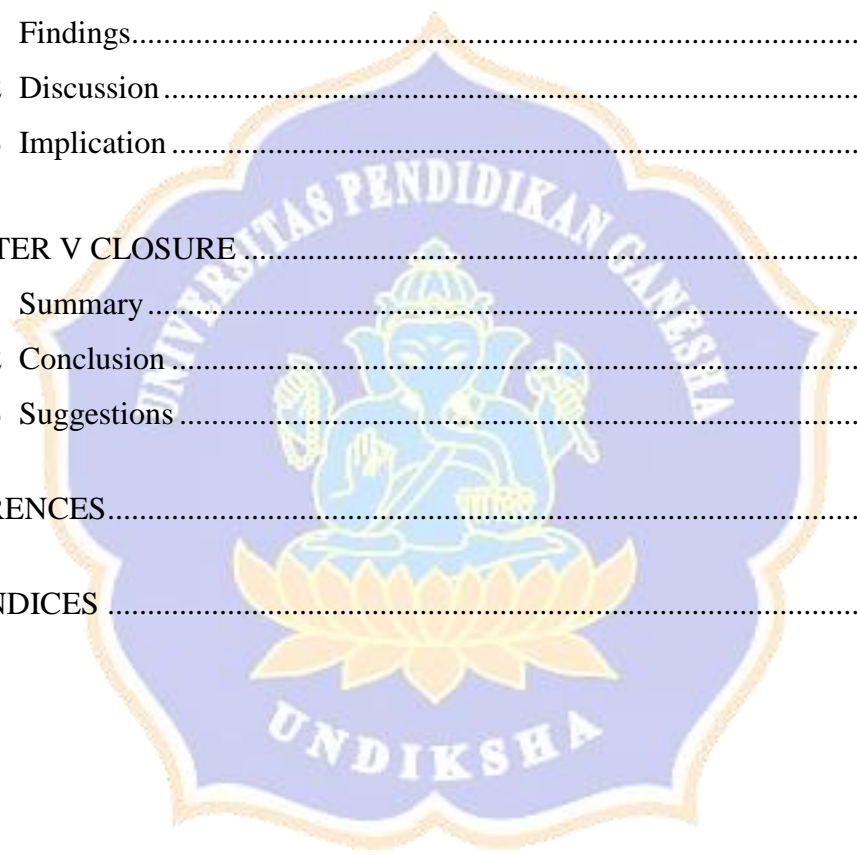 Findings................................................................................
Discussion............................................................................
Implication...........................................................................
TER V CLOSURE..................................................................
Summary..............................................................................
Conclusion...........................................................................
Suggestions..........................................................................
RENCES...............................................................................
NDICES................................................................................
UNIVERSITAS PENDIDIKAN GANESHA
UNDIKSHA